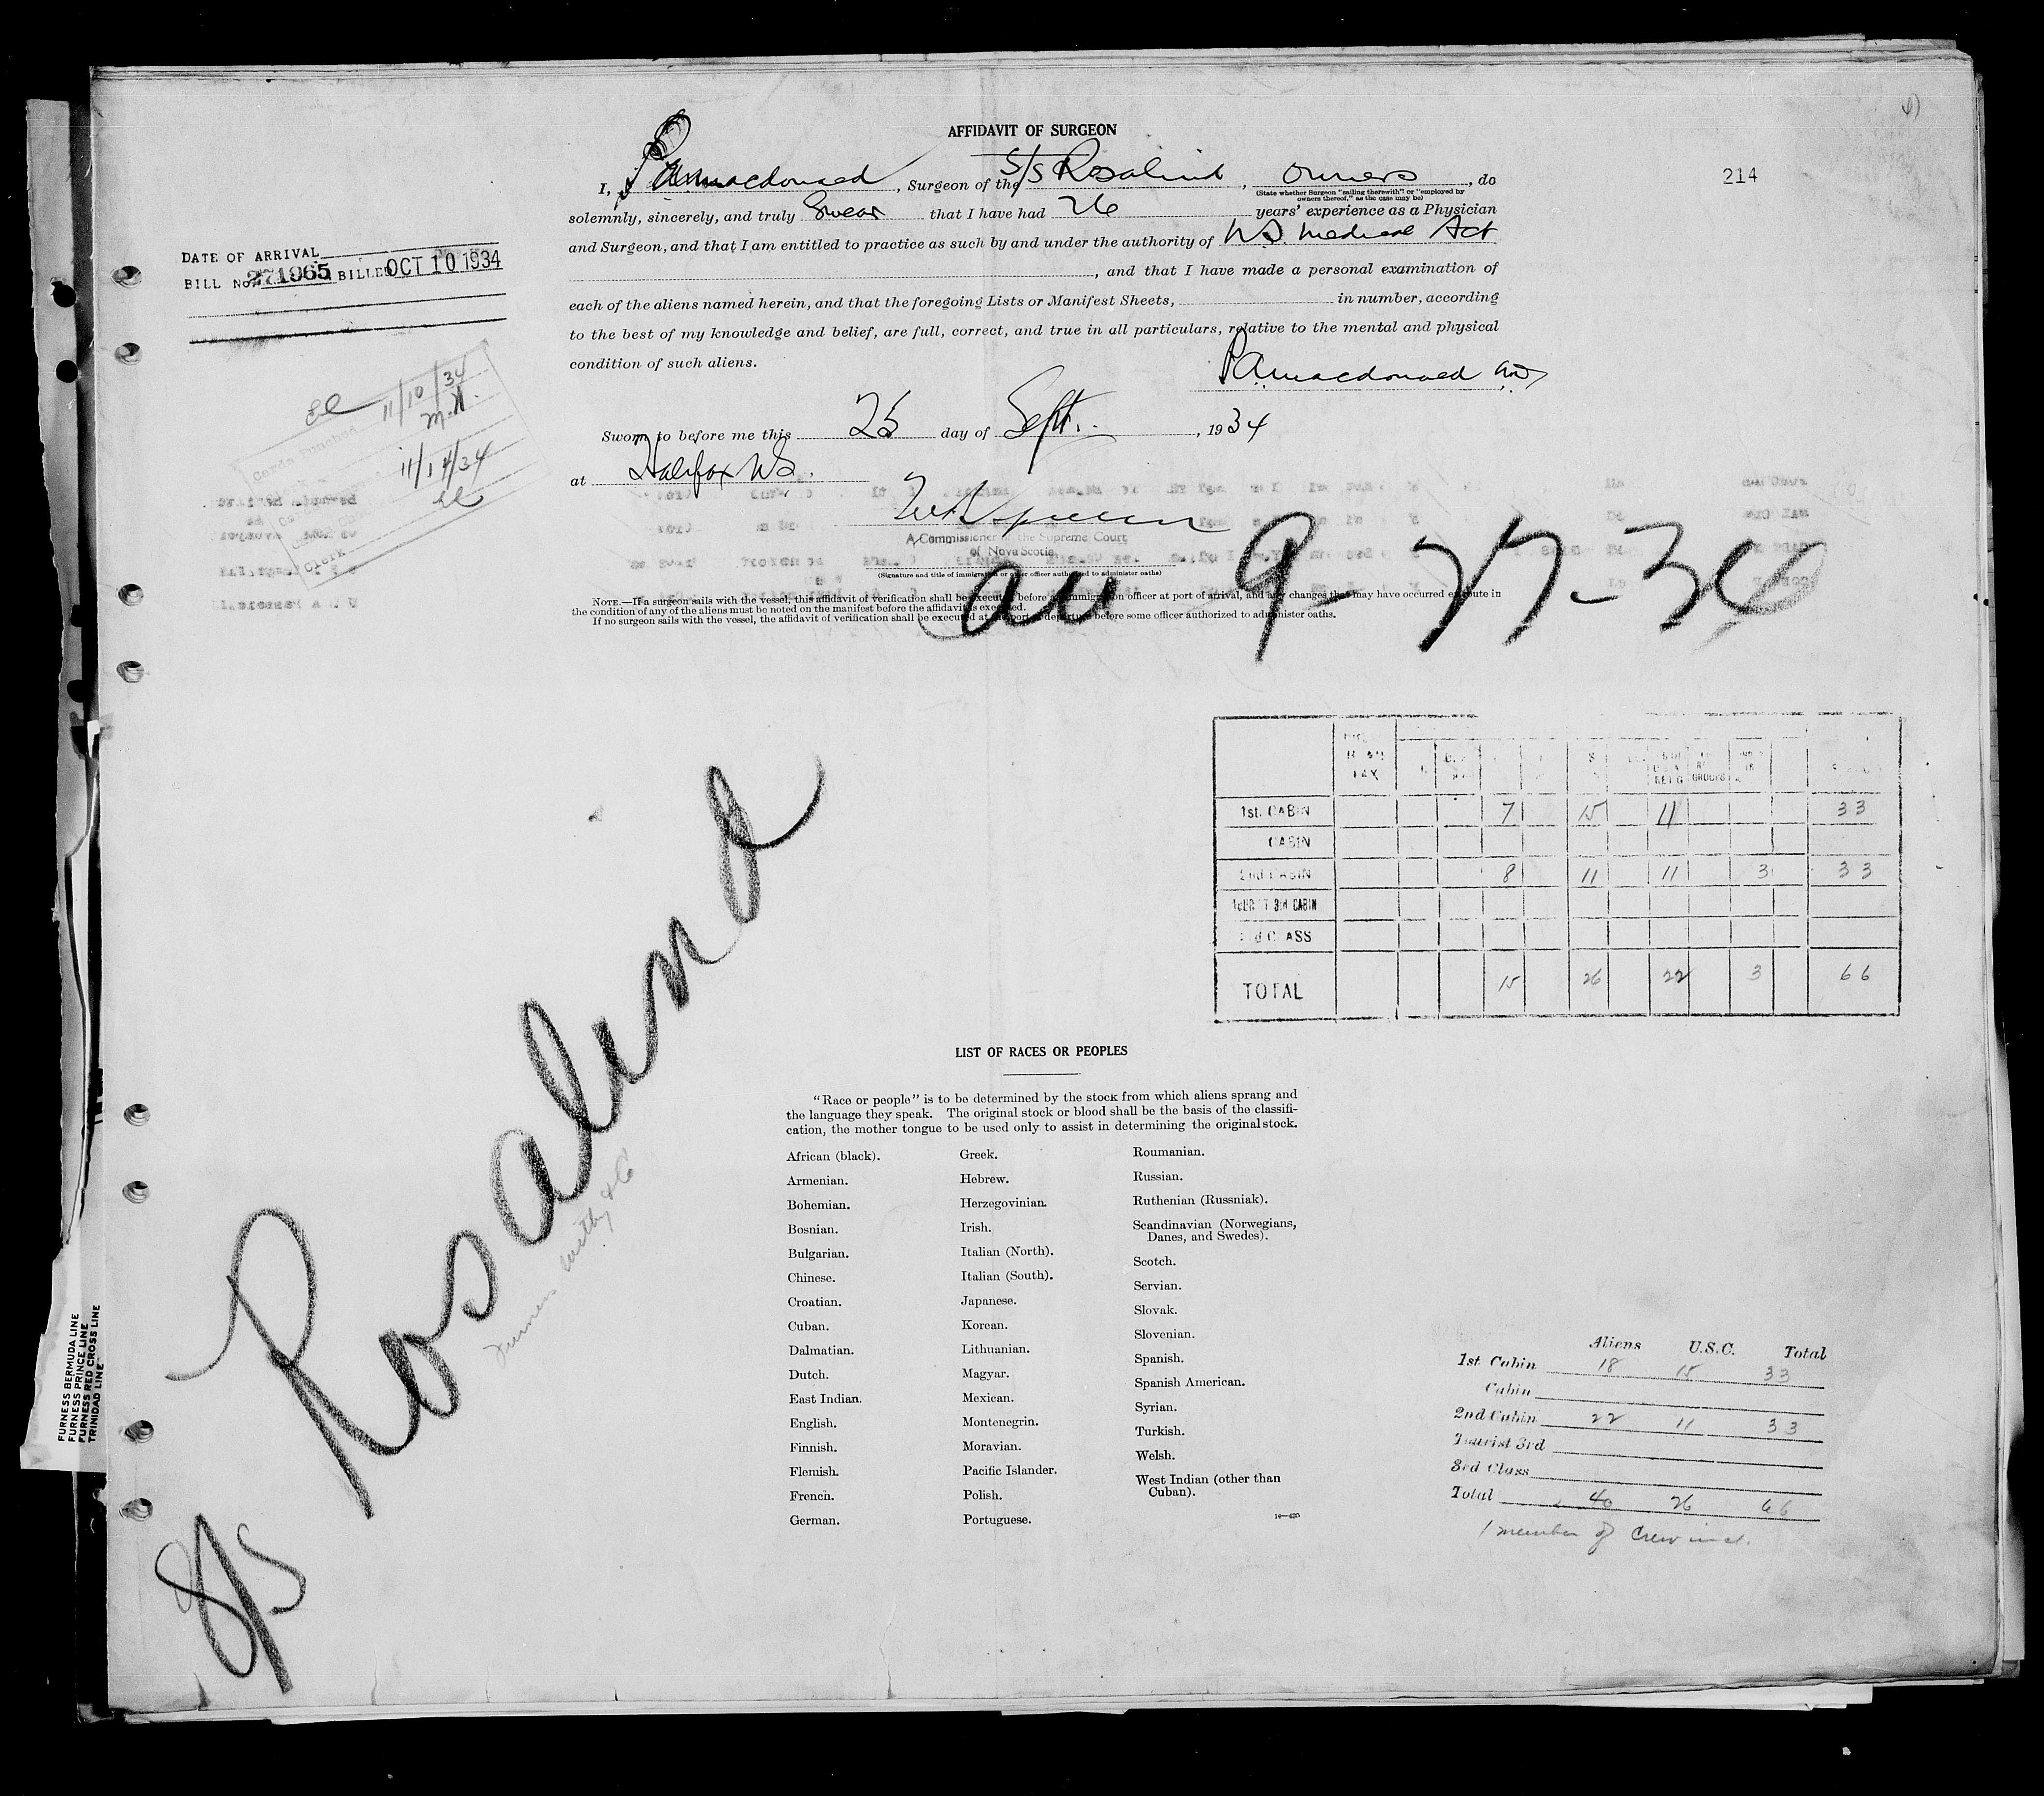 AFFIDAVIT OF SURGEON
214
I, P A Macdonald, Surgeon of the S/S Rosalind, owners, do
(State whether Surgeon "sailing therewith" or "employed by
owners thereof," as the case may be)
solemnly, sincerely, and truly Swear that I have had 26 years' experience as a Physician
and Surgeon, and that I am entitled to practice as such by and under the authority of N.S. Medical Act
, and that I have made a personal examination of
each of the aliens named herein, and that the foregoing Lists or Manifest Sheets, in number, according
to the best of my knowledge and belief, are full, correct, and true in all particulars, relative to the mental and physical
condition of such aliens.
P A Macdonald
Sworn to before me this 25 day of Sept., 1934
at Halifax N.S.
A Commissioner of the Supreme Court
of Nova Scotia
(Signature and title of immigration or other officer authorized to administer oaths)
NOTE.—If a surgeon sails with the vessel, this affidavit of verification shall be executed before an immigration officer at port of arrival, and any changes that may have occurred en route in
the condition of any of the aliens must be noted on the manifest before the affidavit is executed.
If no surgeon sails with the vessel, the affidavit of verification shall be executed at the port of departure before some officer authorized to administer oaths.
DATE OF ARRIVAL
BILL No. 271965 BILLED OCT 10 1934
11/10/34
M.H.
Cards Punched
11/14/34
Clerk
9-27-34
S/S Rosalind
Furness Withy & Co
FURNESS BERMUDA LINE
FURNESS PRINCE LINE
FURNESS RED CROSS LINE
TRINIDAD LINE
TAX GROUPS
1st. CABIN 7 15 11 33
CABIN
2nd CABIN 8 11 11 3 33
TOURIST 3rd CABIN
3rd CLASS
TOTAL 15 26 22 3 66
LIST OF RACES OR PEOPLES
"Race or people" is to be determined by the stock from which aliens sprang and
the language they speak. The original stock or blood shall be the basis of the classifi-
cation, the mother tongue to be used only to assist in determining the original stock.
African (black).
Armenian.
Bohemian.
Bosnian.
Bulgarian.
Chinese.
Croatian.
Cuban.
Dalmatian.
Dutch.
East Indian.
English.
Finnish.
Flemish.
French.
German.
Greek.
Hebrew.
Herzegovinian.
Irish.
Italian (North).
Italian (South).
Japanese.
Korean.
Lithuanian.
Magyar.
Mexican.
Montenegrin.
Moravian.
Pacific Islander.
Polish.
Portuguese.
Roumanian.
Russian.
Ruthenian (Russniak).
Scandinavian (Norwegians,
Danes, and Swedes).
Scotch.
Servian.
Slovak.
Slovenian.
Spanish.
Spanish American.
Syrian.
Turkish.
Welsh.
West Indian (other than
Cuban).
Aliens U.S.C. Total
1st Cabin 18 15 33
Cabin
2nd Cabin 22 11 33
Tourist 3rd
3rd Class
Total 40 26 66
1 member of Crew incl.